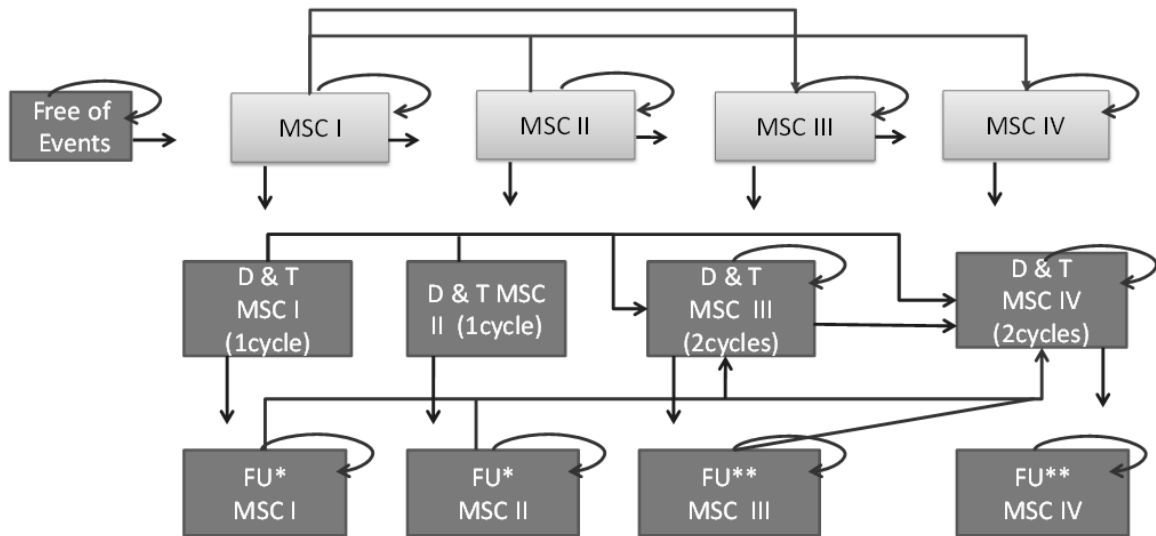 Free of
Events
MSC I
MSC II
MSC III
MSC IV
D & T
MSC I
(1cycle)
D & T MSC
II (1cycle)
D & T
MSC III
(2cycles)
D & T
MSC IV
(2cycles)
FU*
MSC I
FU*
MSC II
FU**
MSC III
FU**
MSC IV